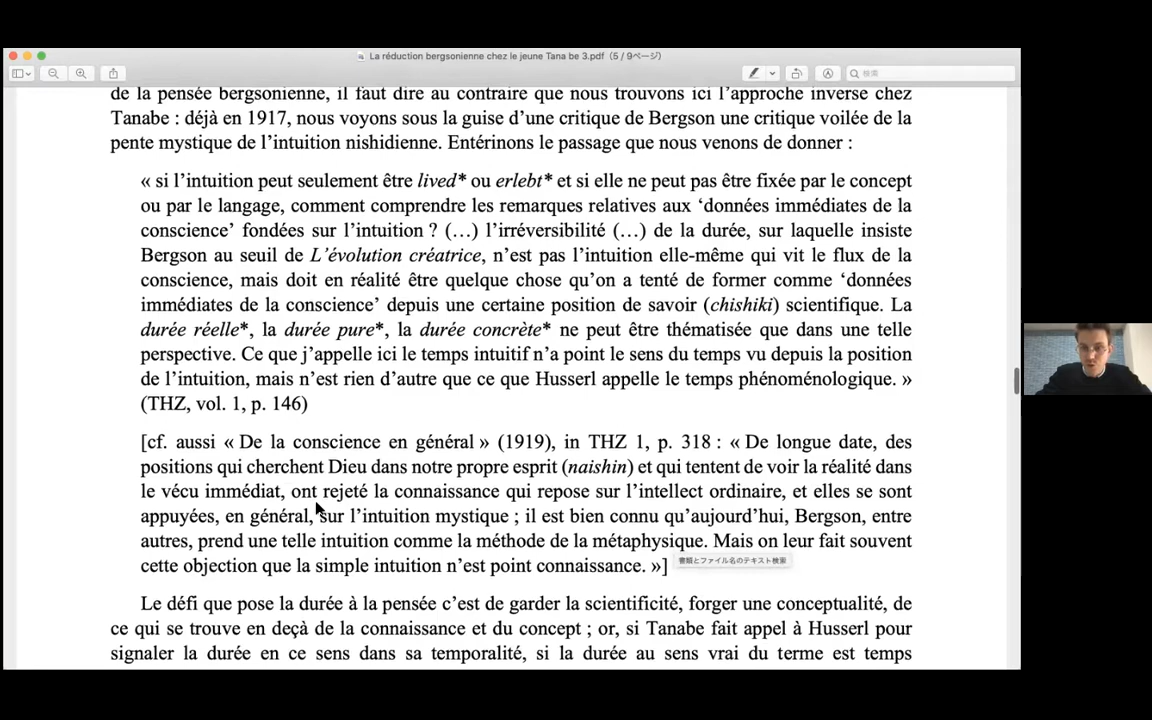 La réduction bergsonienne chez le jeune Tana be 3.pdf (5 / 9ページ)
検索
de la pensée bergsonienne, il faut dire au contraire que nous trouvons ici l’approche inverse chez
Tanabe : déjà en 1917, nous voyons sous la guise d’une critique de Bergson une critique voilée de la
pente mystique de l’intuition nishidienne. Entérinons le passage que nous venons de donner :
« si l’intuition peut seulement être lived* ou erlebt* et si elle ne peut pas être fixée par le concept
ou par le langage, comment comprendre les remarques relatives aux ‘données immédiates de la
conscience’ fondées sur l’intuition ? (…) l’irréversibilité (…) de la durée, sur laquelle insiste
Bergson au seuil de L’évolution créatrice, n’est pas l’intuition elle-même qui vit le flux de la
conscience, mais doit en réalité être quelque chose qu’on a tenté de former comme ‘données
immédiates de la conscience’ depuis une certaine position de savoir (chishiki) scientifique. La
durée réelle*, la durée pure*, la durée concrète* ne peut être thématisée que dans une telle
perspective. Ce que j’appelle ici le temps intuitif n’a point le sens du temps vu depuis la position
de l’intuition, mais n’est rien d’autre que ce que Husserl appelle le temps phénoménologique. »
(THZ, vol. 1, p. 146)
[cf. aussi « De la conscience en général » (1919), in THZ 1, p. 318 : « De longue date, des
positions qui cherchent Dieu dans notre propre esprit (naishin) et qui tentent de voir la réalité dans
le vécu immédiat, ont rejeté la connaissance qui repose sur l’intellect ordinaire, et elles se sont
appuyées, en général, sur l’intuition mystique ; il est bien connu qu’aujourd’hui, Bergson, entre
autres, prend une telle intuition comme la méthode de la métaphysique. Mais on leur fait souvent
cette objection que la simple intuition n’est point connaissance. »]
書類とファイル名のテキスト検索
Le défi que pose la durée à la pensée c’est de garder la scientificité, forger une conceptualité, de
ce qui se trouve en deçà de la connaissance et du concept ; or, si Tanabe fait appel à Husserl pour
signaler la durée en ce sens dans sa temporalité, si la durée au sens vrai du terme est temps